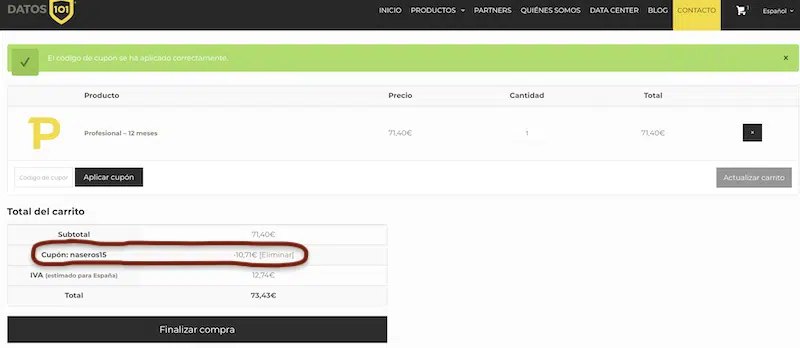 DATOS 101
INICIO PRODUCTOS PARTNERS QUIÉNES SOMOS DATA CENTER BLOG CONTACTO 1 Español
El código de cupón se ha aplicado correctamente. ×
Producto Precio Cantidad Total
P Profesional – 12 meses 71,40€ 1 71,40€ ×
Código de cupón Aplicar cupón Actualizar carrito
Total del carrito
Subtotal 71,40€
Cupón: naseros15 -10,71€ [Eliminar]
IVA (estimado para España) 12,74€
Total 73,43€
Finalizar compra